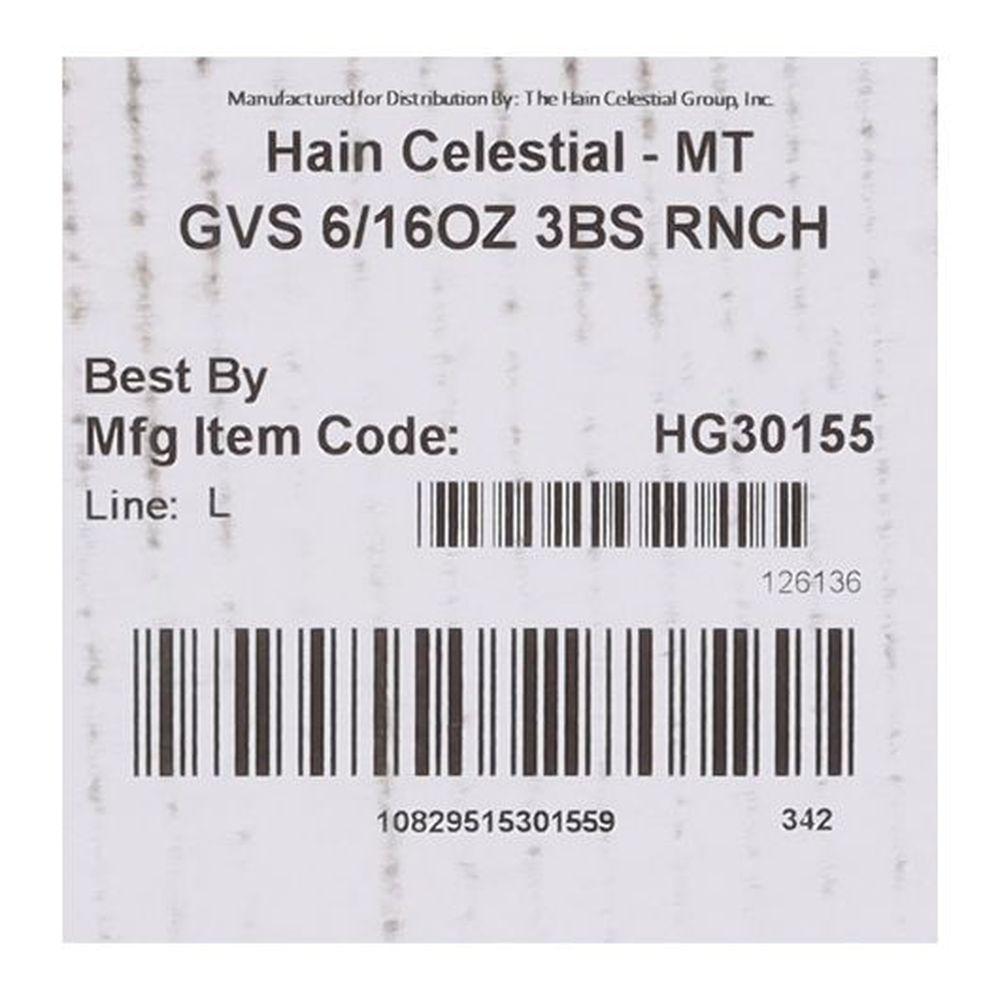 Manufactured for Distribution By: The Hain Celestial Group, Inc.
Hain Celestial - MT
GVS 6/16OZ 3BS RNCH
Best By
Mfg Item Code: HG30155
Line: L
126136
10829515301559 342